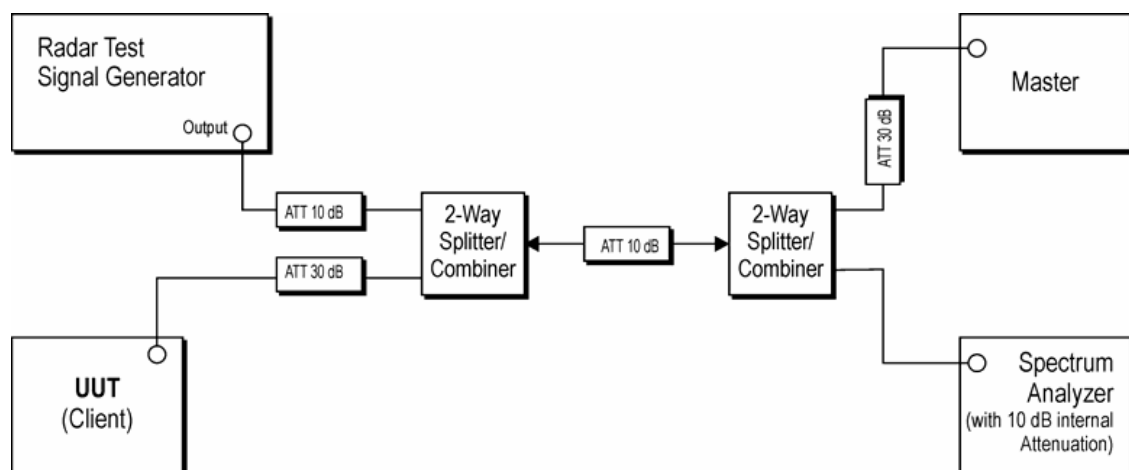 Radar Test
Signal Generator
Output
Master
ATT 30 dB
ATT 10 dB
2-Way
Splitter/
Combiner
ATT 10 dB
2-Way
Splitter/
Combiner
ATT 30 dB
UUT
(Client)
Spectrum
Analyzer
(with 10 dB internal
Attenuation)